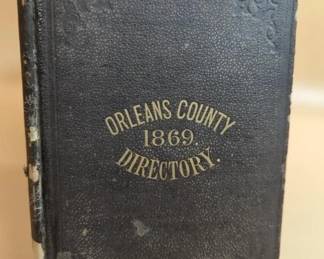 ORLEANS COUNTY
1869.
DIRECTORY.